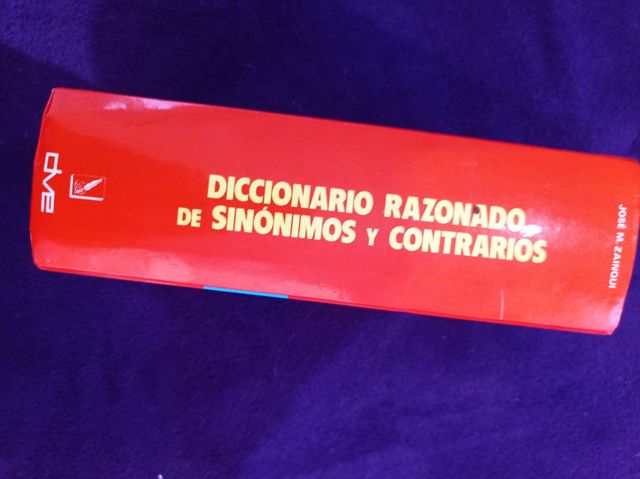 DICCIONARIO RAZONADO
DE SINÓNIMOS Y CONTRARIOS
JOSÉ M. ZAINQUI
dve